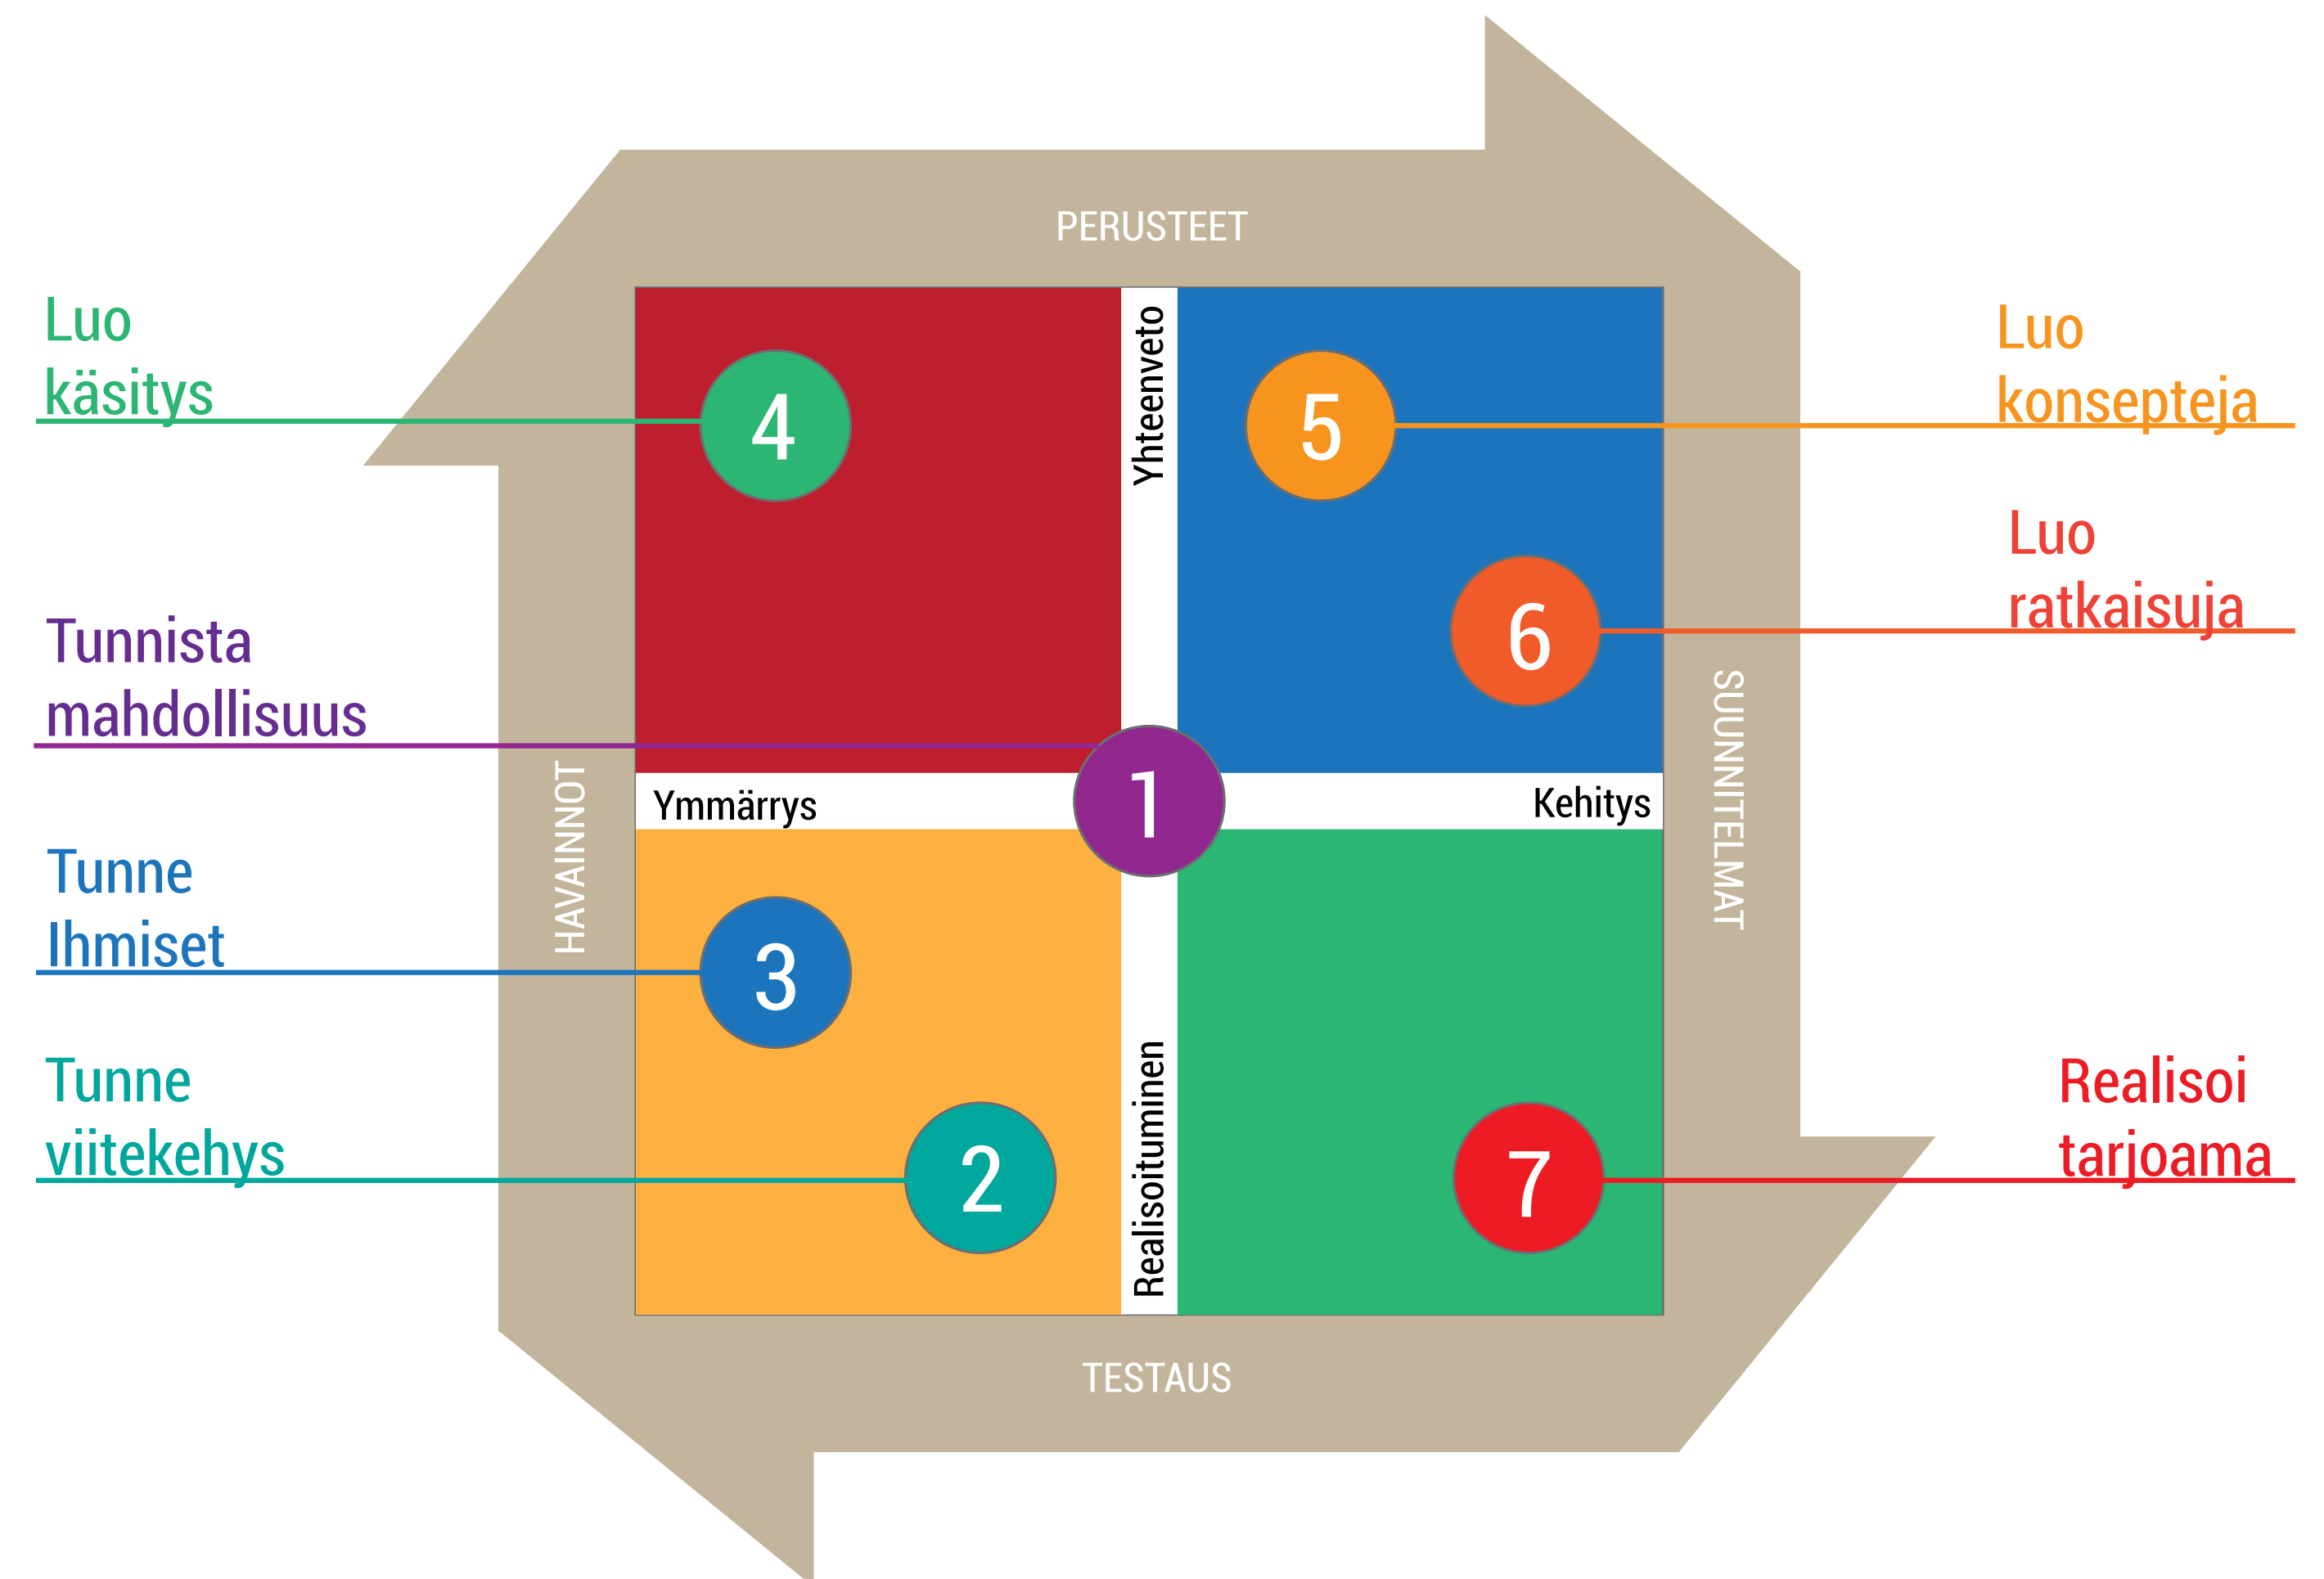 PERUSTEET
Luo
käsitys
Luo
konsepteja
4
5
Yhteenveto
Luo
ratkaisuja
6
Tunnista
mahdollisuus
1
Ymmärrys
Kehitys
HAVAINNOT
SUUNNITELMAT
Tunne
Ihmiset
3
Tunne
viitekehys
2
Realisoituminen
7
Realisoi
tarjooma
TESTAUS